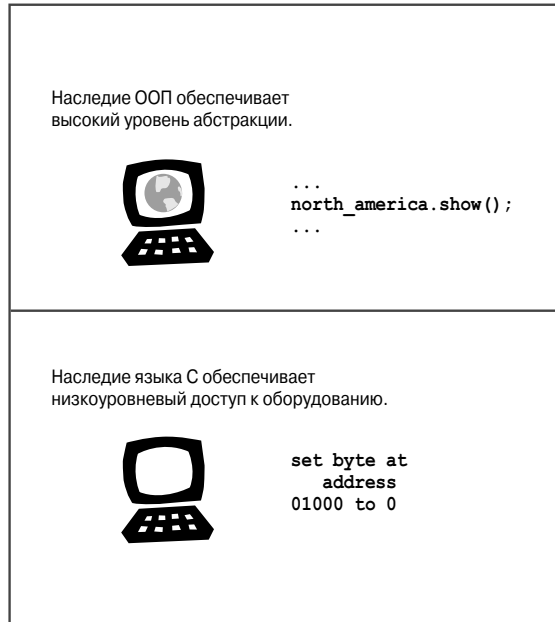 Наследие ООП обеспечивает
высокий уровень абстракции.
...
north_america.show();
...
Наследие языка С обеспечивает
низкоуровневый доступ к оборудованию.
set byte at
address
01000 to 0